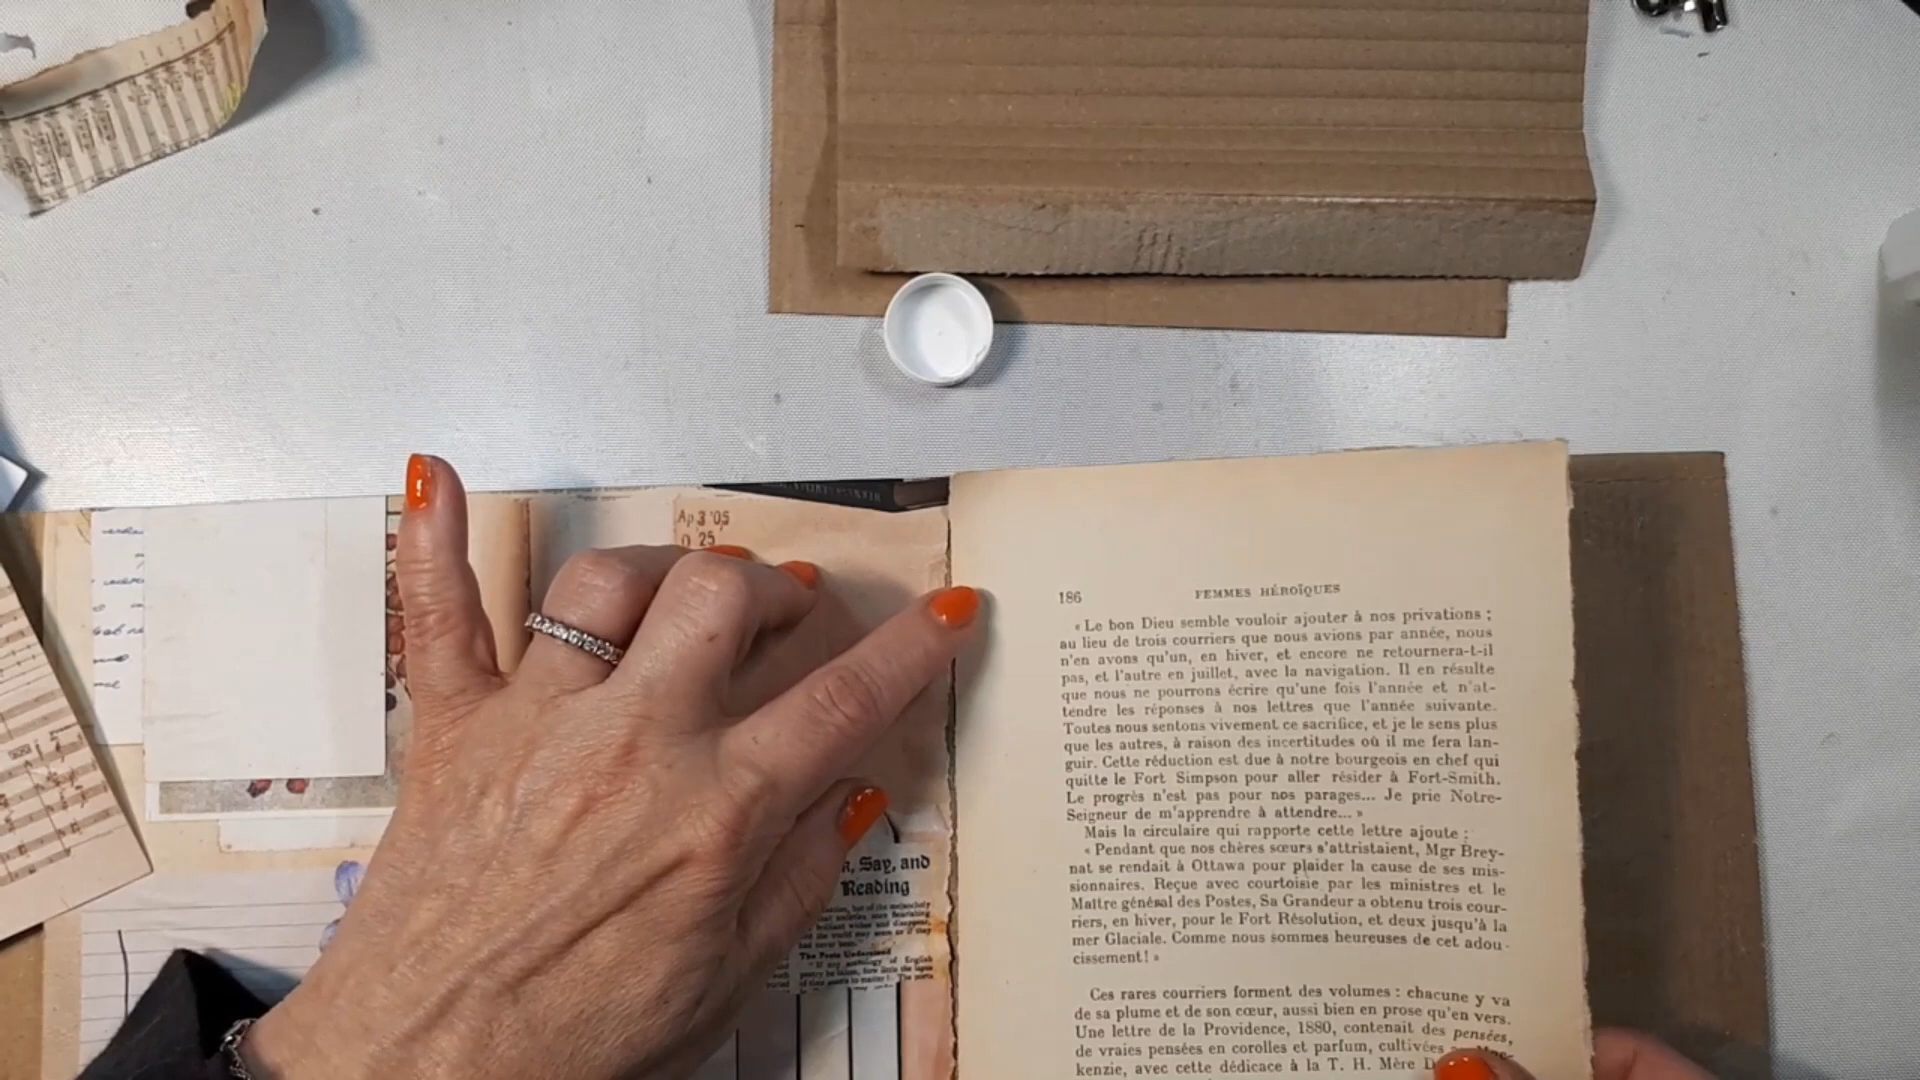 Ap 3 '05
0 '25
186 FEMMES HÉROÏQUES
« Le bon Dieu semble vouloir ajouter à nos privations ;
au lieu de trois courriers que nous avions par année, nous
n'en avons qu'un, en hiver, et encore ne retournera-t-il
pas, et l'autre en juillet, avec la navigation. Il en résulte
que nous ne pourrons écrire qu'une fois l'année et n'at-
tendre les réponses à nos lettres que l'année suivante.
Toutes nous sentons vivement ce sacrifice, et je le sens plus
que les autres, à raison des incertitudes où il me fera lan-
guir. Cette réduction est due à notre bourgeois en chef qui
quitte le Fort Simpson pour aller résider à Fort-Smith.
Le progrès n'est pas pour nos parages... Je prie Notre-
Seigneur de m'apprendre à attendre... »
Mais la circulaire qui rapporte cette lettre ajoute :
« Pendant que nos chères sœurs s'attristaient, Mgr Brey-
nat se rendait à Ottawa pour plaider la cause de ses mis-
sionnaires. Reçue avec courtoisie par les ministres et le
Maître général des Postes, Sa Grandeur a obtenu trois cour-
riers, en hiver, pour le Fort Résolution, et deux jusqu'à la
mer Glaciale. Comme nous sommes heureuses de cet adou-
cissement ! »
Ces rares courriers forment des volumes : chacune y va
de sa plume et de son cœur, aussi bien en prose qu'en vers.
Une lettre de la Providence, 1880, contenait des pensées,
de vraies pensées en corolles et parfum, cultivées
kenzie, avec cette dédicace à la T. H. Mère
Say, and
Reading
The Poets Understood